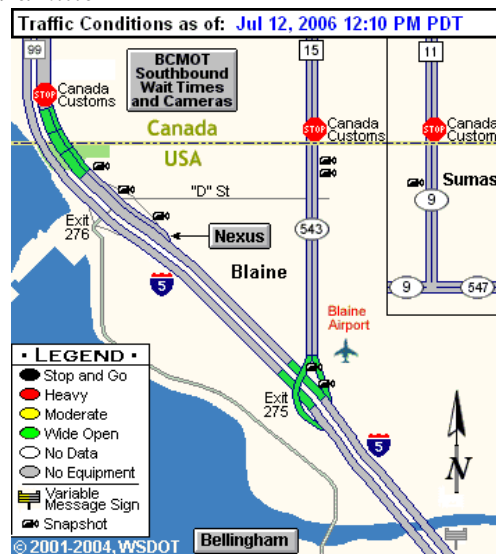 Traffic Conditions as of: Jul 12, 2006 12:10 PM PDT
99
BCMOT
Southbound
Wait Times
and Cameras
15
11
STOP
Canada
Customs
STOP
Canada
Customs
STOP
Canada
Customs
Canada
USA
"D" St
Sumas
9
Exit
276
Nexus
543
Blaine
5
9
547
Blaine
Airport
• LEGEND •
Stop and Go
Heavy
Moderate
Wide Open
No Data
No Equipment
Variable
Message Sign
Snapshot
Exit
275
5
N
Bellingham
© 2001-2004, WSDOT